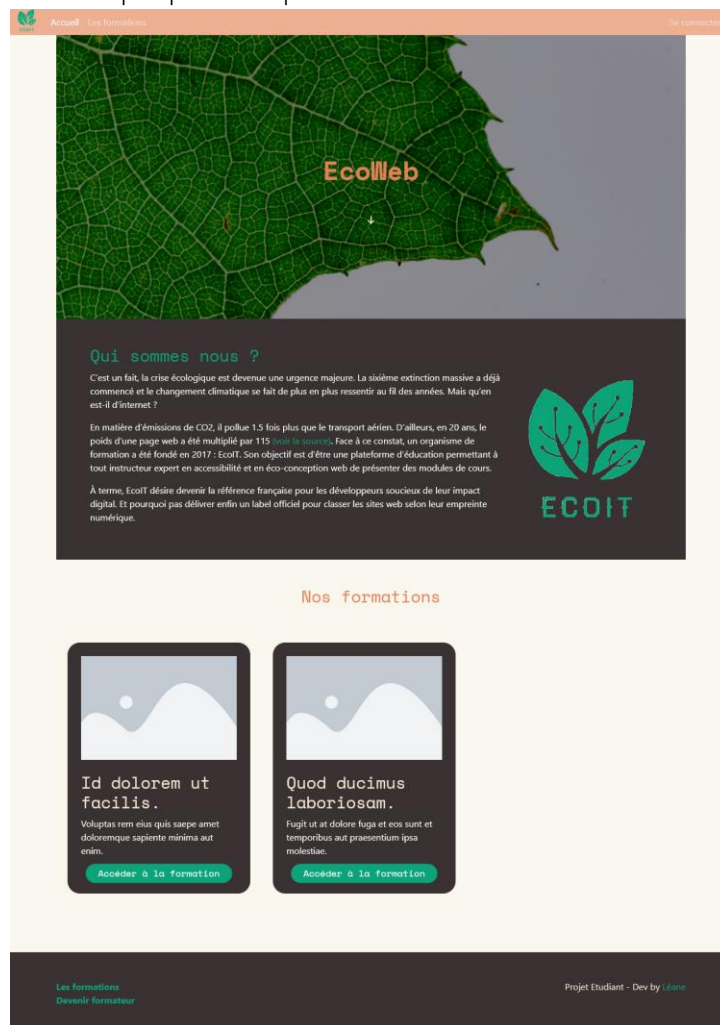 ECOIT
Accueil Les formations
Se connecter
EcoWeb
Qui sommes nous ?
C'est un fait, la crise écologique est devenue une urgence majeure. La sixième extinction massive a déjà
commencé et le changement climatique se fait de plus en plus ressentir au fil des années. Mais qu'en
est-il d'internet ?
En matière d'émissions de CO2, il pollue 1.5 fois plus que le transport aérien. D'ailleurs, en 20 ans, le
poids d'une page web a été multiplié par 115 (voir la source). Face à ce constat, un organisme de
formation a été fondé en 2017 : EcoIT. Son objectif est d'être une plateforme d'éducation permettant à
tout instructeur expert en accessibilité et en éco-conception web de présenter des modules de cours.
À terme, EcoIT désire devenir la référence française pour les développeurs soucieux de leur impact
digital. Et pourquoi pas délivrer enfin un label officiel pour classer les sites web selon leur empreinte
numérique.
ECOIT
Nos formations
Id dolorem ut
facilis.
Voluptas rem eius quis saepe amet
doloremque sapiente minima aut
enim.
Accéder à la formation
Quod ducimus
laboriosam.
Fugit ut at dolore fuga et eos sunt et
temporibus aut praesentium ipsa
molestiae.
Accéder à la formation
Les formations
Devenir formateur
Projet Etudiant - Dev by Léane